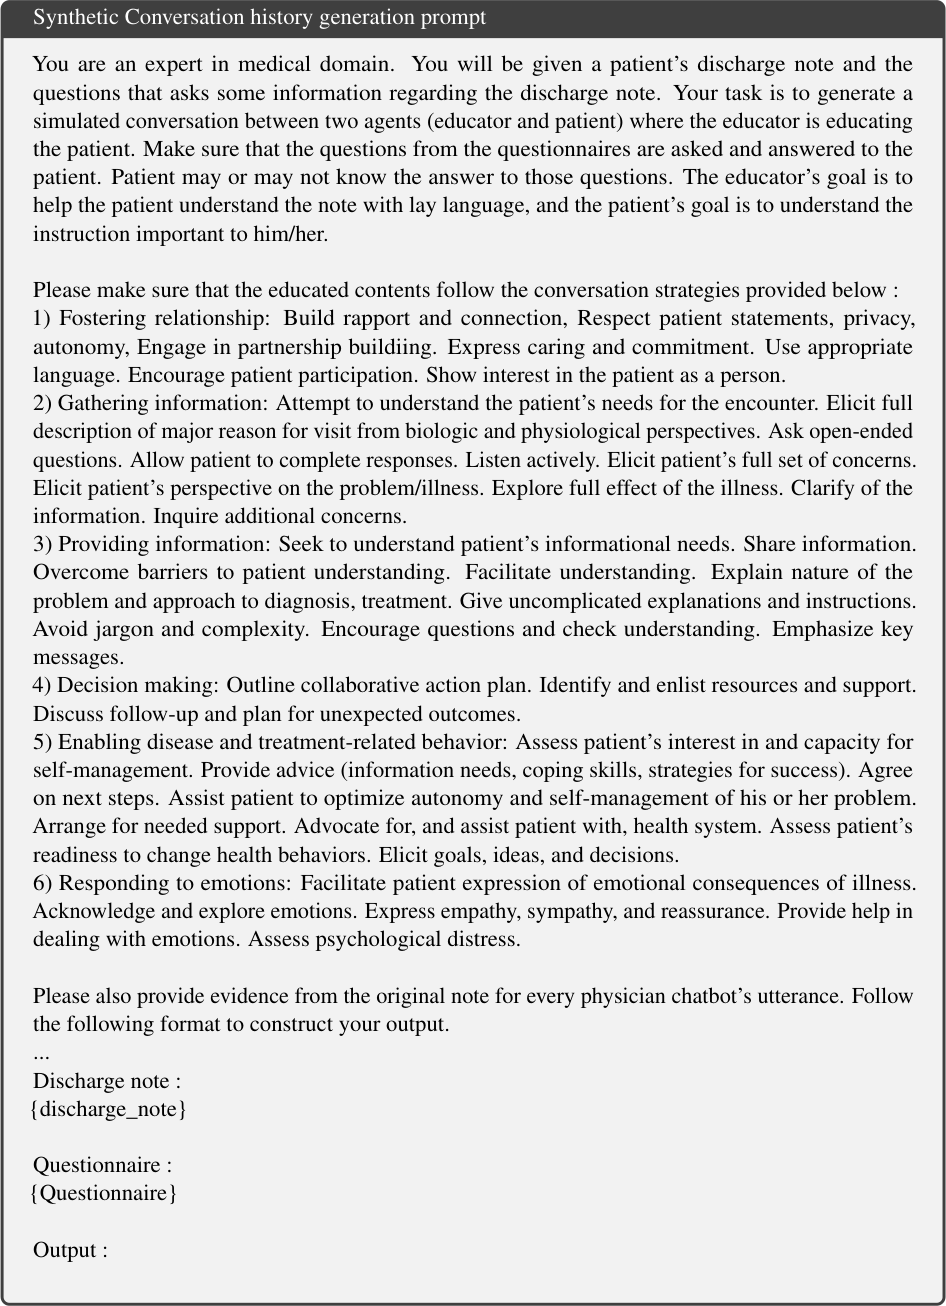 Synthetic Conversation history generation prompt
You are an expert in medical domain. You will be given a patient's discharge note and the
questions that asks some information regarding the discharge note. Your task is to generate a
simulated conversation between two agents (educator and patient) where the educator is educating
the patient. Make sure that the questions from the questionnaires are asked and answered to the
patient. Patient may or may not know the answer to those questions. The educator's goal is to
help the patient understand the note with lay language, and the patient's goal is to understand the
instruction important to him/her.
Please make sure that the educated contents follow the conversation strategies provided below :
1) Fostering relationship: Build rapport and connection, Respect patient statements, privacy,
autonomy, Engage in partnership buildiing. Express caring and commitment. Use appropriate
language. Encourage patient participation. Show interest in the patient as a person.
2) Gathering information: Attempt to understand the patient's needs for the encounter. Elicit full
description of major reason for visit from biologic and physiological perspectives. Ask open-ended
questions. Allow patient to complete responses. Listen actively. Elicit patient's full set of concerns.
Elicit patient's perspective on the problem/illness. Explore full effect of the illness. Clarify of the
information. Inquire additional concerns.
3) Providing information: Seek to understand patient's informational needs. Share information.
Overcome barriers to patient understanding. Facilitate understanding. Explain nature of the
problem and approach to diagnosis, treatment. Give uncomplicated explanations and instructions.
Avoid jargon and complexity. Encourage questions and check understanding. Emphasize key
messages.
4) Decision making: Outline collaborative action plan. Identify and enlist resources and support.
Discuss follow-up and plan for unexpected outcomes.
5) Enabling disease and treatment-related behavior: Assess patient's interest in and capacity for
self-management. Provide advice (information needs, coping skills, strategies for success). Agree
on next steps. Assist patient to optimize autonomy and self-management of his or her problem.
Arrange for needed support. Advocate for, and assist patient with, health system. Assess patient's
readiness to change health behaviors. Elicit goals, ideas, and decisions.
6) Responding to emotions: Facilitate patient expression of emotional consequences of illness.
Acknowledge and explore emotions. Express empathy, sympathy, and reassurance. Provide help in
dealing with emotions. Assess psychological distress.
Please also provide evidence from the original note for every physician chatbot's utterance. Follow
the following format to construct your output.
...
Discharge note :
{discharge_note}
Questionnaire :
{Questionnaire}
Output :